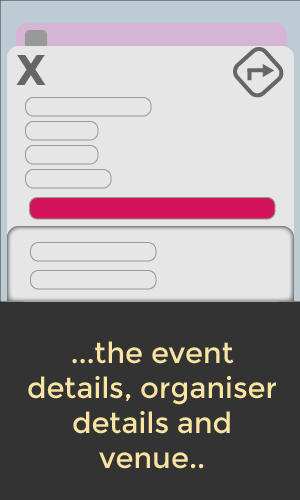 X
...the event
details, organiser
details and
venue..